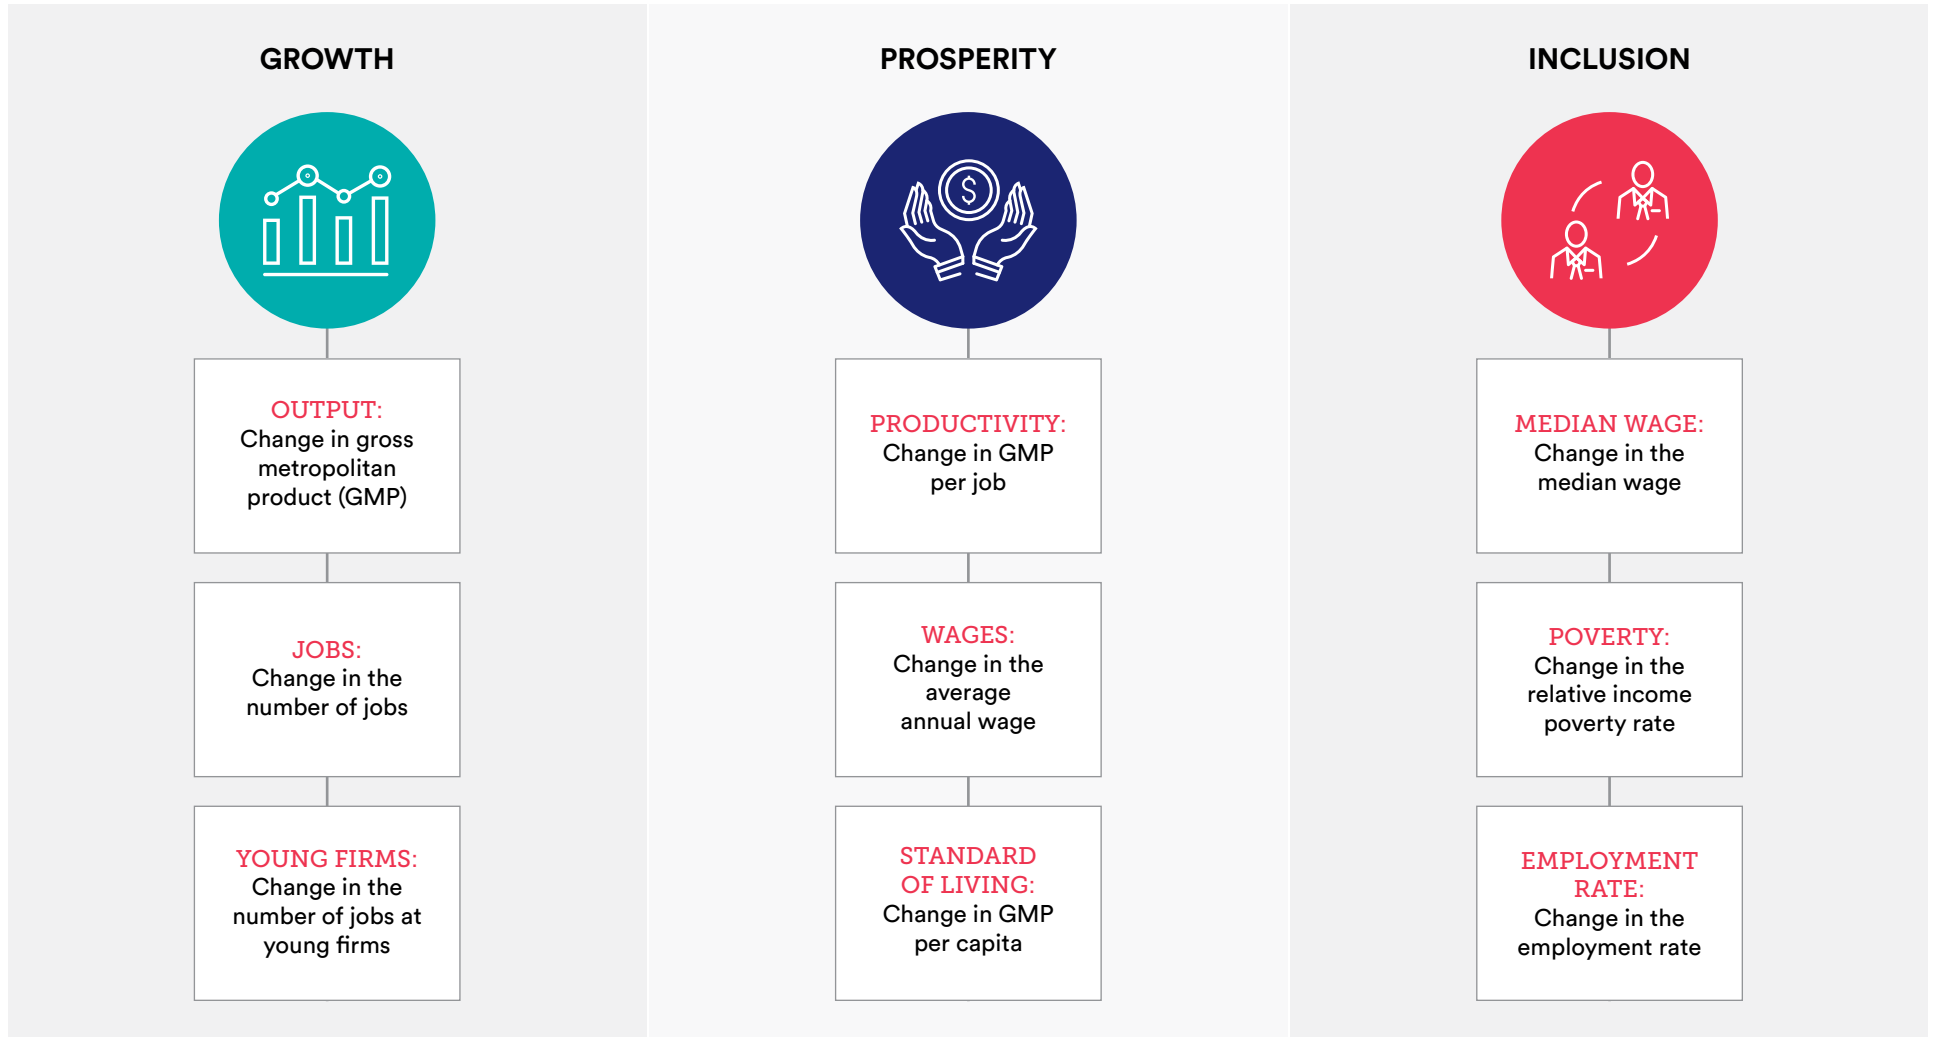 GROWTH
OUTPUT:
Change in gross
metropolitan
product (GMP)
JOBS:
Change in the
number of jobs
YOUNG FIRMS:
Change in the
number of jobs at
young firms
PROSPERITY
$
PRODUCTIVITY:
Change in GMP
per job
WAGES:
Change in the
average
annual wage
STANDARD
OF LIVING:
Change in GMP
per capita
INCLUSION
MEDIAN WAGE:
Change in the
median wage
POVERTY:
Change in the
relative income
poverty rate
EMPLOYMENT
RATE:
Change in the
employment rate